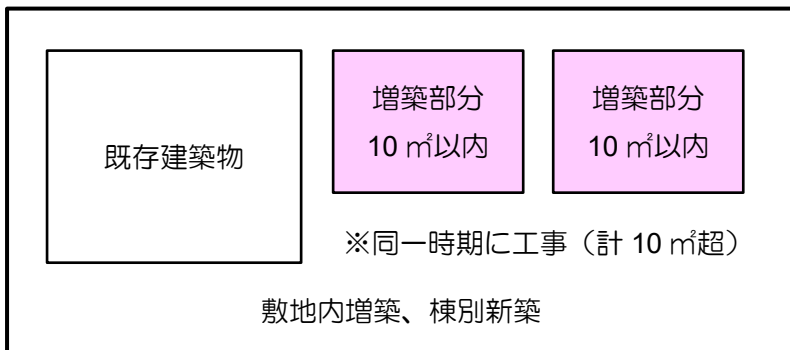 既存建築物
増築部分
10 ㎡以内
増築部分
10 ㎡以内
※同一時期に工事（計 10 ㎡超）
敷地内増築、棟別新築